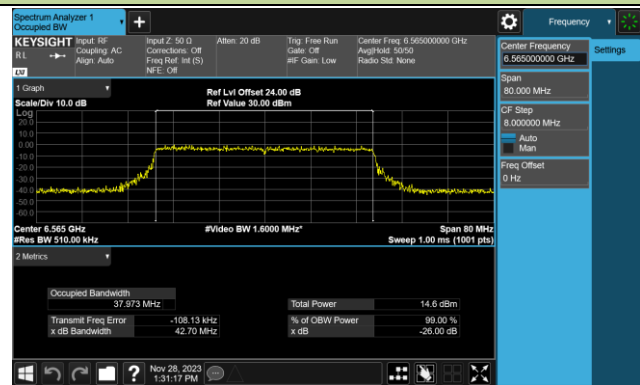 Spectrum Analyzer 1
Occupied BW
Frequency
KEYSIGHT
RL
Input: RF
Coupling: AC
Align: Auto
Input Z: 50 Ω
Corrections: Off
Freq Ref: Int (S)
NFE: Off
Atten: 20 dB
Trig: Free Run
Gate: Off
#IF Gain: Low
Center Freq: 6.565000000 GHz
Avg|Hold: 50/50
Radio Std: None
LXI
Center Frequency
6.565000000 GHz
Settings
Span
80.000 MHz
CF Step
8.000000 MHz
Auto
Man
Freq Offset
0 Hz
1 Graph
Scale/Div 10.0 dB
Ref Lvl Offset 24.00 dB
Ref Value 30.00 dBm
Log
20.0
10.0
0.00
-10.0
-20.0
-30.0
-40.0
-50.0
-60.0
Center 6.565 GHz
#Video BW 1.6000 MHz*
Span 80 MHz
#Res BW 510.00 kHz
Sweep 1.00 ms (1001 pts)
2 Metrics
Occupied Bandwidth
37.973 MHz
Total Power 14.6 dBm
Transmit Freq Error -108.13 kHz
% of OBW Power 99.00 %
x dB Bandwidth 42.70 MHz
x dB -26.00 dB
?
Nov 28, 2023
1:31:17 PM